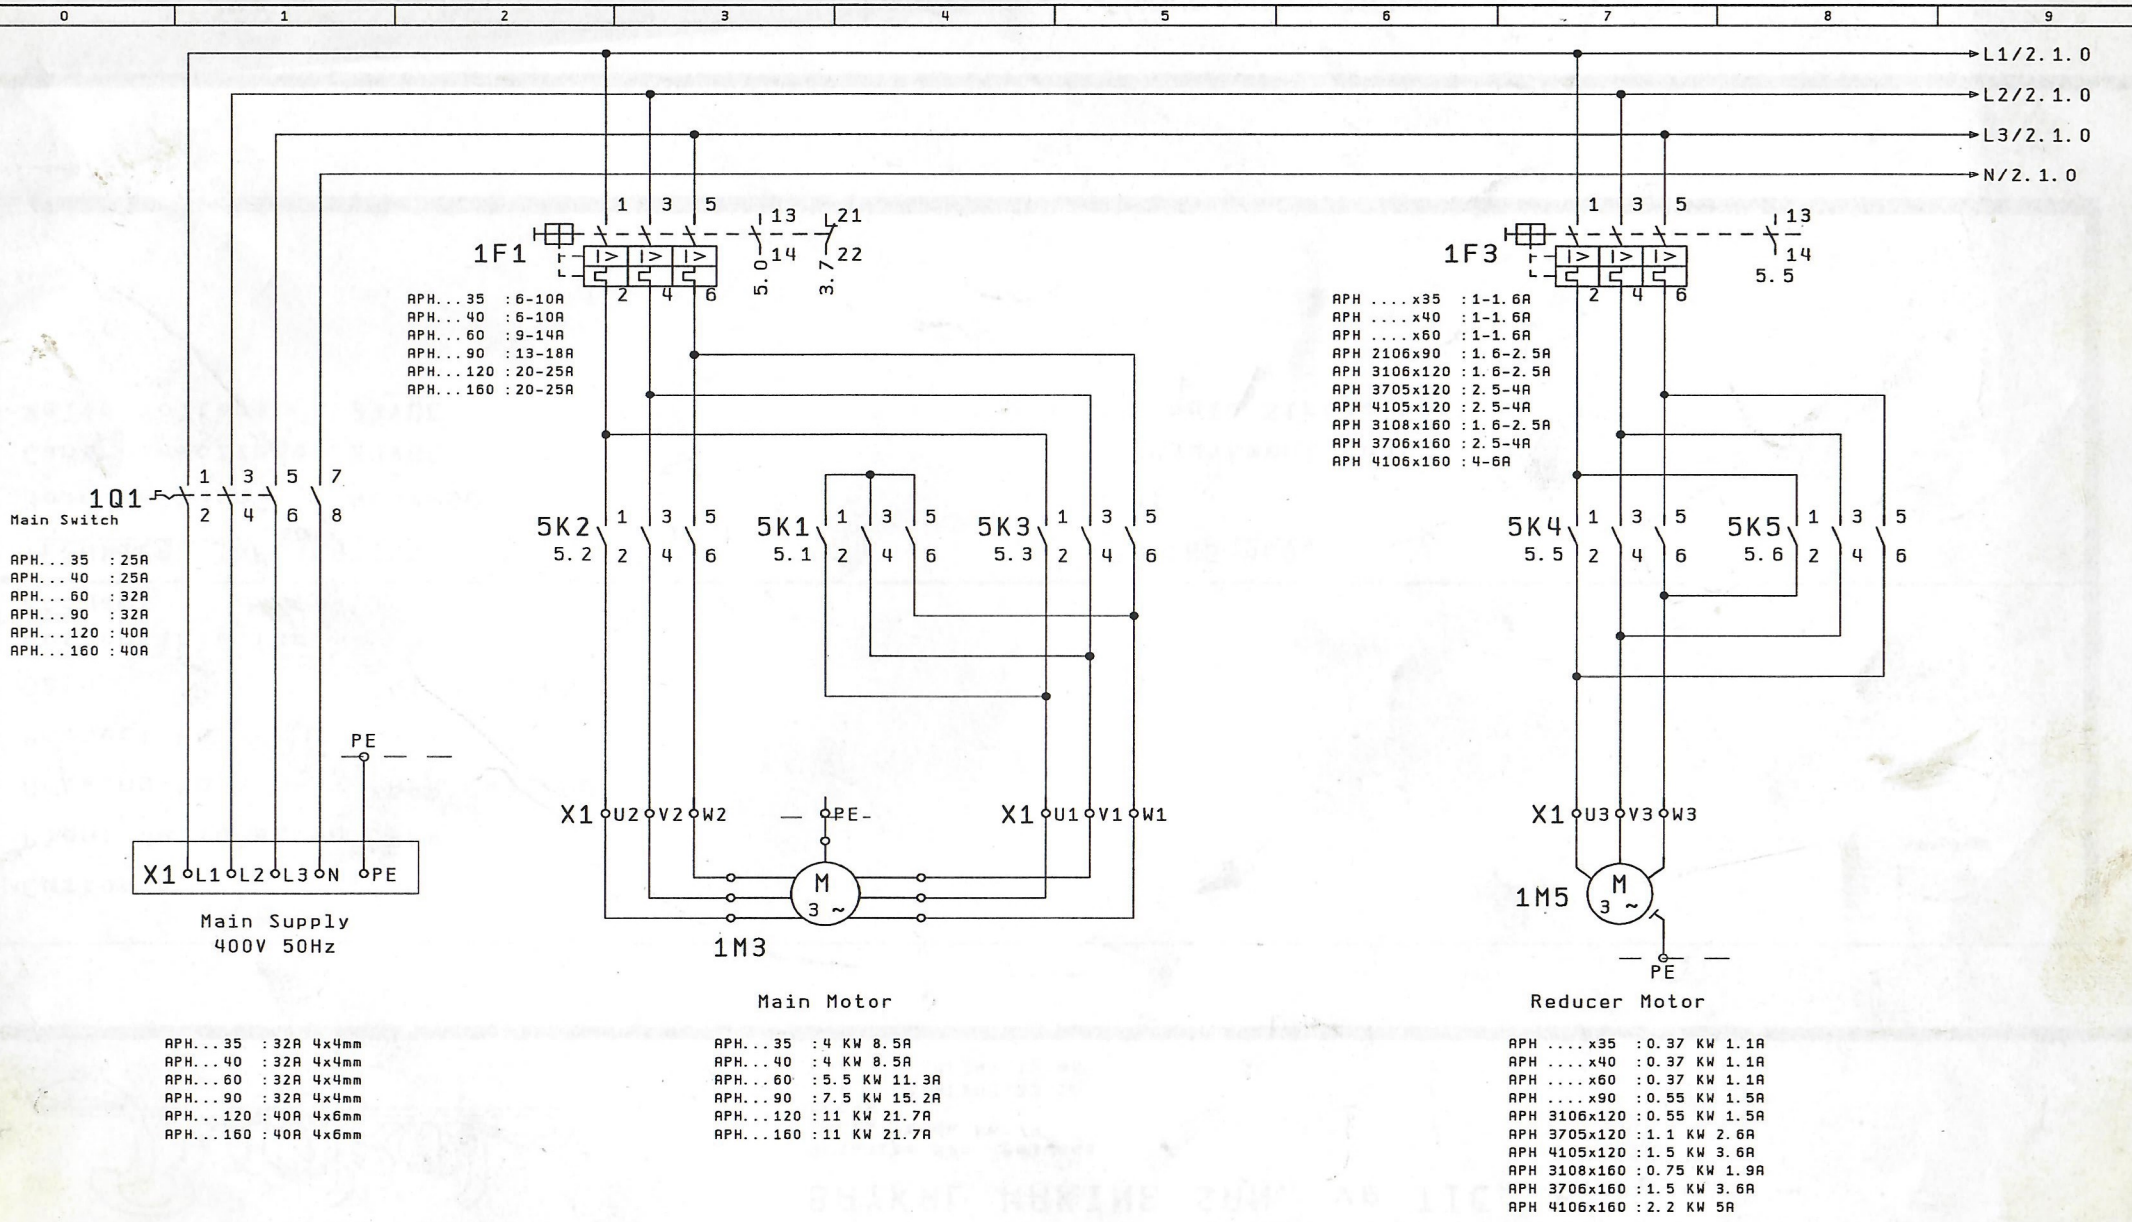 0 1 2 3 4 5 6 7 8 9
L1/2.1.0
L2/2.1.0
L3/2.1.0
N/2.1.0
1F1
1 3 5
13
14
21
22
2 4 6
5.0
3.7
APH...35 :6-10A
APH...40 :6-10A
APH...60 :9-14A
APH...90 :13-18A
APH...120 :20-25A
APH...160 :20-25A
1F3
1 3 5
13
14
5.5
2 4 6
I> I> I>
I> I> I>
APH ....x35 :1-1.6A
APH ....x40 :1-1.6A
APH ....x60 :1-1.6A
APH 2106x90 :1.6-2.5A
APH 3106x120 :1.6-2.5A
APH 3705x120 :2.5-4A
APH 4105x120 :2.5-4A
APH 3108x160 :1.6-2.5A
APH 3706x160 :2.5-4A
APH 4106x160 :4-6A
1Q1
1 3 5 7
2 4 6 8
Main Switch
APH...35 :25A
APH...40 :25A
APH...60 :32A
APH...90 :32A
APH...120 :40A
APH...160 :40A
5K2
5.2
1 3 5
2 4 6
5K1
5.1
1 3 5
2 4 6
5K3
5.3
1 3 5
2 4 6
5K4
5.5
1 3 5
2 4 6
5K5
5.6
1 3 5
2 4 6
PE
X1 L1 L2 L3 N PE
Main Supply
400V 50Hz
X1 U2 V2 W2
PE
X1 U1 V1 W1
M
3 ~
1M3
Main Motor
X1 U3 V3 W3
1M5
M
3 ~
PE
Reducer Motor
APH...35 :32A 4x4mm
APH...40 :32A 4x4mm
APH...60 :32A 4x4mm
APH...90 :32A 4x4mm
APH...120 :40A 4x6mm
APH...160 :40A 4x6mm
APH...35 :4 KW 8.5A
APH...40 :4 KW 8.5A
APH...60 :5.5 KW 11.3A
APH...90 :7.5 KW 15.2A
APH...120 :11 KW 21.7A
APH...160 :11 KW 21.7A
APH ....x35 :0.37 KW 1.1A
APH ....x40 :0.37 KW 1.1A
APH ....x60 :0.37 KW 1.1A
APH ....x90 :0.55 KW 1.5A
APH 3106x120 :0.55 KW 1.5A
APH 3705x120 :1.1 KW 2.6A
APH 4105x120 :1.5 KW 3.6A
APH 3108x160 :0.75 KW 1.9A
APH 3706x160 :1.5 KW 3.6A
APH 4106x160 :2.2 KW 5A